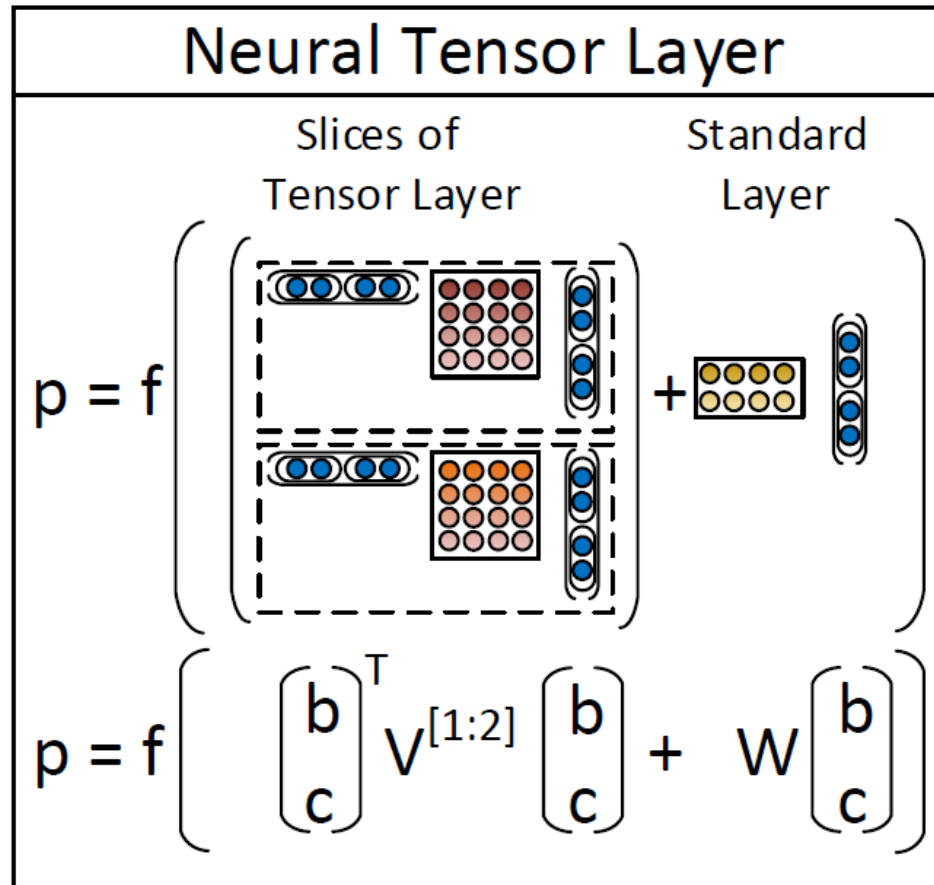 Neural Tensor Layer
Slices of
Tensor Layer
Standard
Layer
p = f +
p = f ( [b c]^T V^[1:2] [b c] + W [b c] )